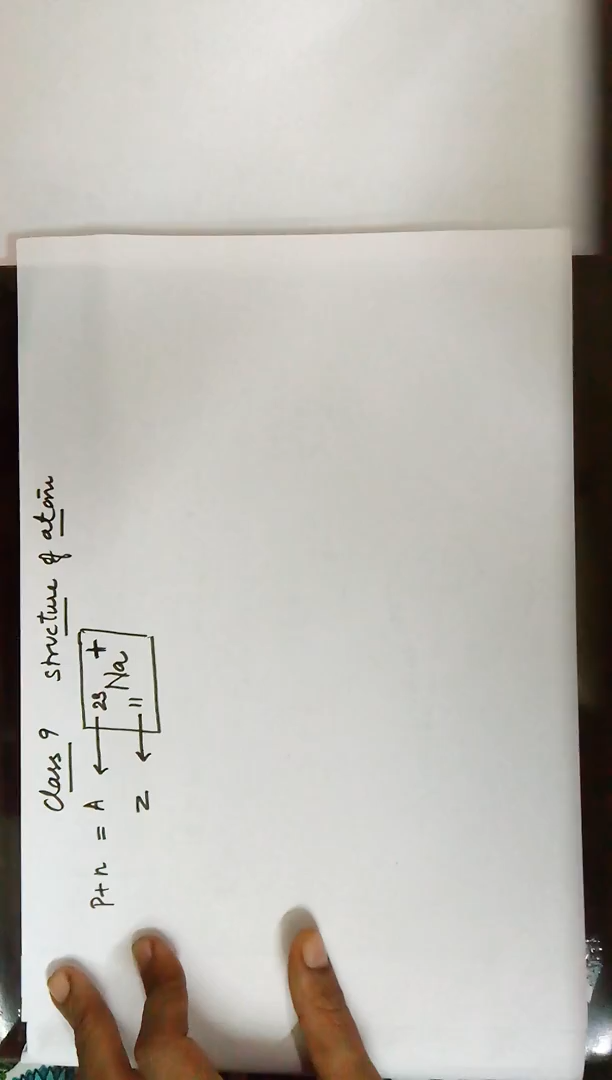 Class 9 structure of atom
p+n = A ← 23 Na +
Z ← 11